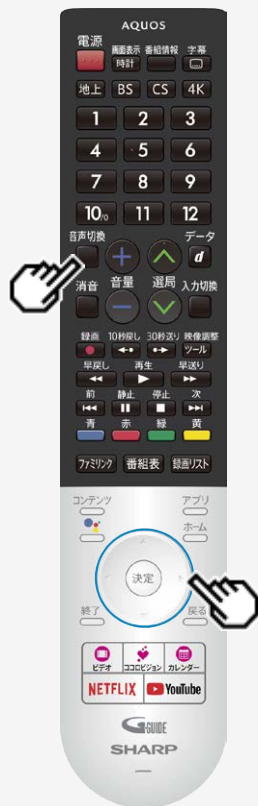 AQUOS
電源
画面表示 番組情報 字幕
時計
地上 BS CS 4K
1 2 3
4 5 6
7 8 9
10/0 11 12
音声切換 データ
d
消音 音量 選局 入力切換
録画 10秒戻し 30秒送り 映像調整
ツール
早戻し 再生 早送り
前 静止 停止 次
青 赤 緑 黄
ファミリンク 番組表 録画リスト
コンテンツ アプリ
ホーム
決定
終了 戻る
ビデオ ココロビジョン カレンダー
NETFLIX YouTube
G-GUIDE
SHARP